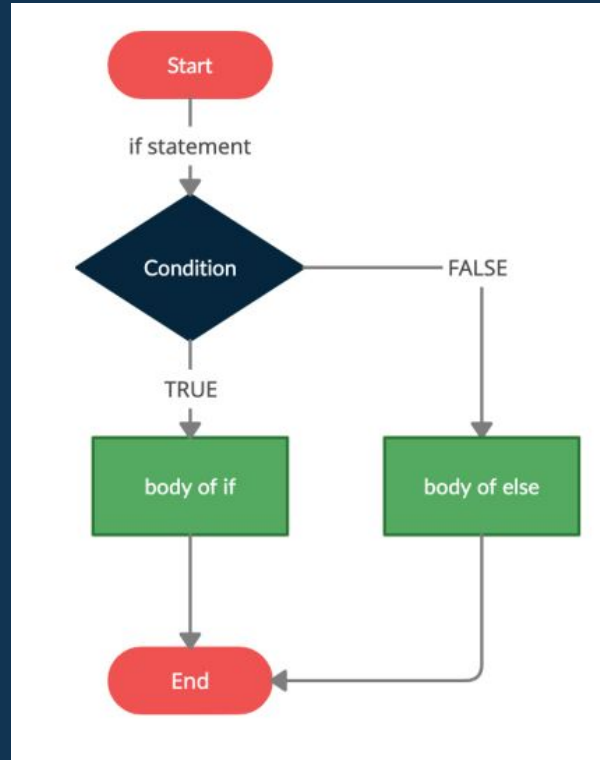 Start
if statement
Condition
FALSE
TRUE
body of if
body of else
End